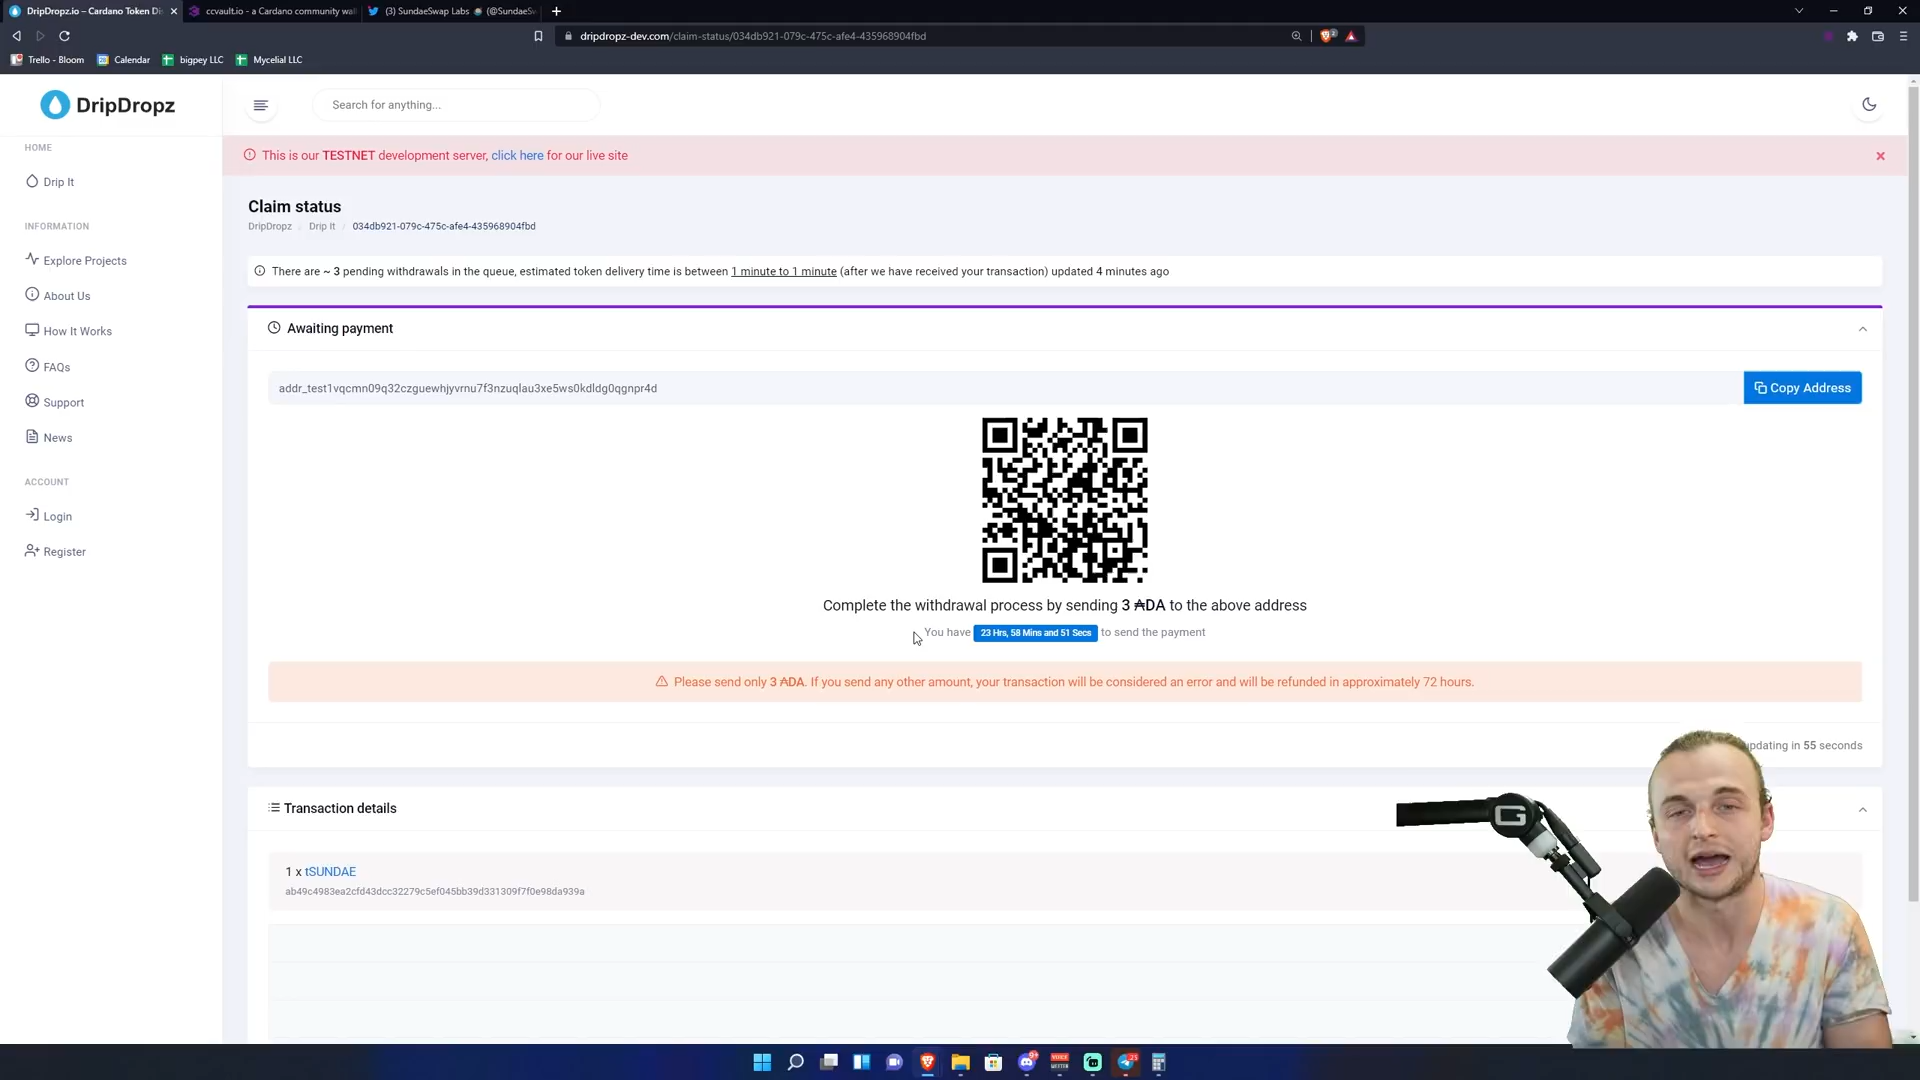 DripDropz.io – Cardano Token Di
ccvault.io - a Cardano community wal
(3) SundaeSwap Labs (@SundaeSw
dripdropz-dev.com/claim-status/034db921-079c-475c-afe4-435968904fbd
Trello - Bloom
Calendar
bigpey LLC
Mycelial LLC
DripDropz
Search for anything...
HOME
This is our TESTNET development server, click here for our live site
Drip It
Claim status
DripDropz / Drip It / 034db921-079c-475c-afe4-435968904fbd
INFORMATION
Explore Projects
There are ~ 3 pending withdrawals in the queue, estimated token delivery time is between 1 minute to 1 minute (after we have received your transaction) updated 4 minutes ago
About Us
How It Works
Awaiting payment
FAQs
addr_test1vqcmn09q32czguewhjyvrnu7f3nzuqlau3xe5ws0kdldg0qgnpr4d
Copy Address
Support
News
ACCOUNT
Login
Register
Complete the withdrawal process by sending 3 ₳DA to the above address
You have 23 Hrs, 58 Mins and 51 Secs to send the payment
Please send only 3 ₳DA. If you send any other amount, your transaction will be considered an error and will be refunded in approximately 72 hours.
updating in 55 seconds
Transaction details
1 x tSUNDAE
ab49c4983ea2cfd43dcc32279c5ef045bb39d331309f7f0e98da939a